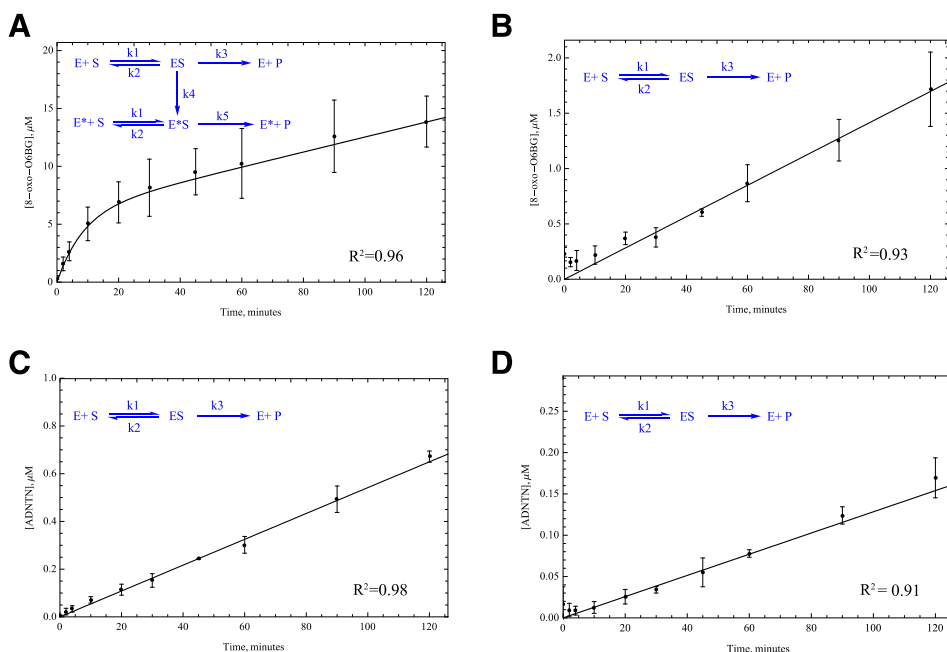 A
[8−oxo−O6BG], μM
20
15
10
5
0
0 20 40 60 80 100 120
Time, minutes
E+ S k1 k2 ES k3 E+ P
k4
E*+ S k1 k2 E*S k5 E*+ P
R²=0.96
B
[8−oxo−O6BG], μM
2.0
1.5
1.0
0.5
0.0
0 20 40 60 80 100 120
Time, minutes
E+ S k1 k2 ES k3 E+ P
R²=0.93
C
[ADNTN], μM
1.0
0.8
0.6
0.4
0.2
0.0
0 20 40 60 80 100 120
Time, minutes
E+ S k1 k2 ES k3 E+ P
R²=0.98
D
[ADNTN], μM
0.25
0.20
0.15
0.10
0.05
0.00
0 20 40 60 80 100 120
Time, minutes
E+ S k1 k2 ES k3 E+ P
R²=0.91